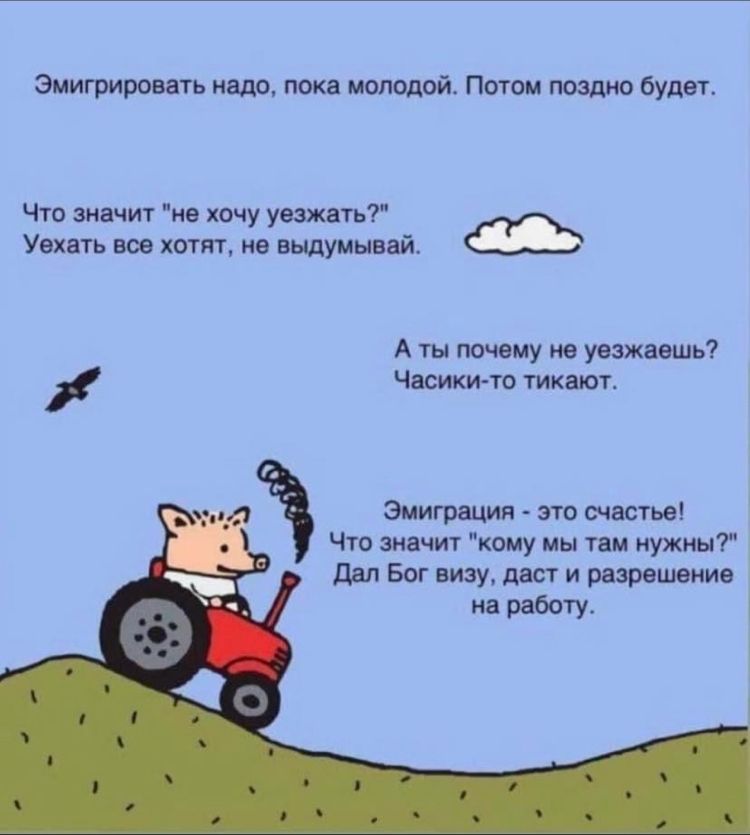 Эмигрировать надо, пока молодой. Потом поздно будет.
Что значит "не хочу уезжать?"
Уехать все хотят, не выдумывай.
А ты почему не уезжаешь?
Часики-то тикают.
Эмиграция - это счастье!
Что значит "кому мы там нужны?"
Дал Бог визу, даст и разрешение
на работу.